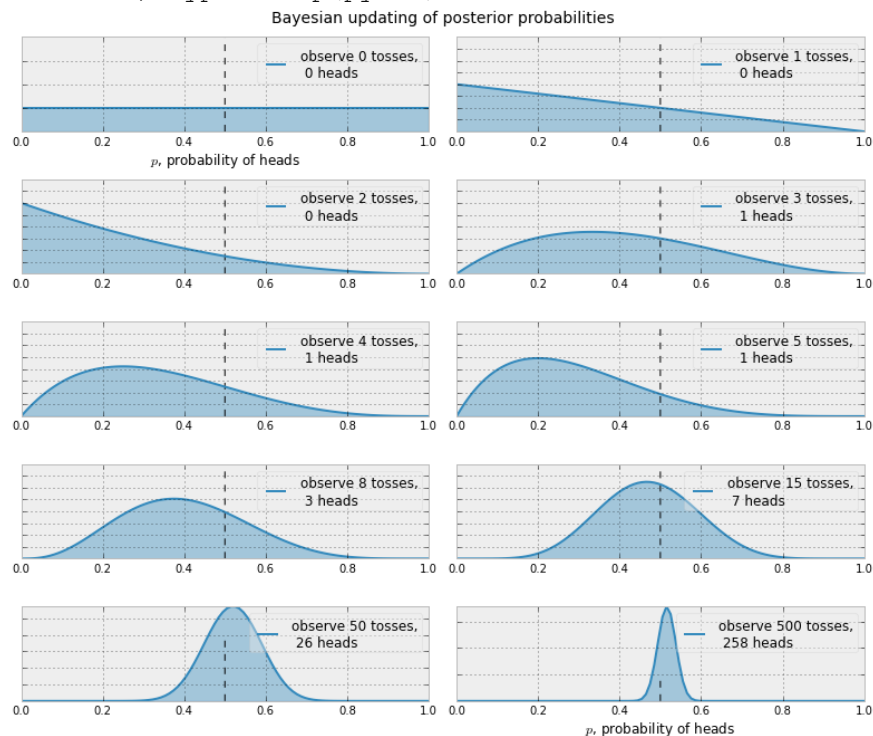 Bayesian updating of posterior probabilities
observe 0 tosses,
0 heads
0.0 0.2 0.4 0.6 0.8 1.0
p, probability of heads
observe 1 tosses,
0 heads
0.0 0.2 0.4 0.6 0.8 1.0
observe 2 tosses,
0 heads
0.0 0.2 0.4 0.6 0.8 1.0
observe 3 tosses,
1 heads
0.0 0.2 0.4 0.6 0.8 1.0
observe 4 tosses,
1 heads
0.0 0.2 0.4 0.6 0.8 1.0
observe 5 tosses,
1 heads
0.0 0.2 0.4 0.6 0.8 1.0
observe 8 tosses,
3 heads
0.0 0.2 0.4 0.6 0.8 1.0
observe 15 tosses,
7 heads
0.0 0.2 0.4 0.6 0.8 1.0
observe 50 tosses,
26 heads
0.0 0.2 0.4 0.6 0.8 1.0
observe 500 tosses,
258 heads
0.0 0.2 0.4 0.6 0.8 1.0
p, probability of heads